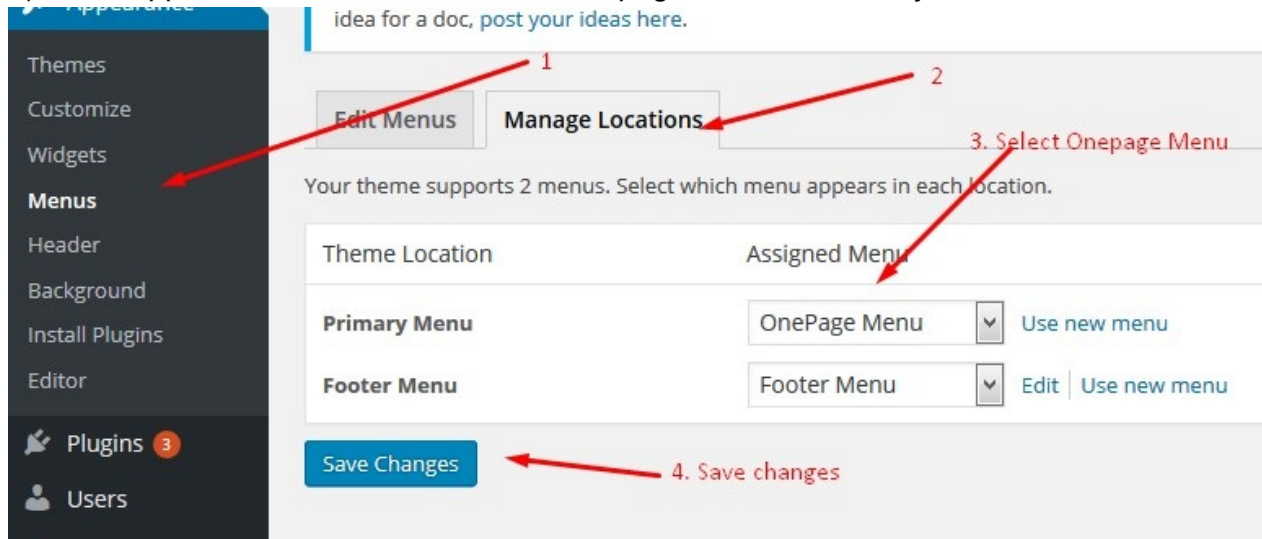 Appearance
idea for a doc, post your ideas here.
Themes
1
2
Customize
Edit Menus Manage Locations
3. Select Onepage Menu
Widgets
Your theme supports 2 menus. Select which menu appears in each location.
Menus
Header
Theme Location Assigned Menu
Background
Primary Menu OnePage Menu Use new menu
Install Plugins
Editor
Footer Menu Footer Menu Edit Use new menu
Plugins 3
Save Changes
4. Save changes
Users